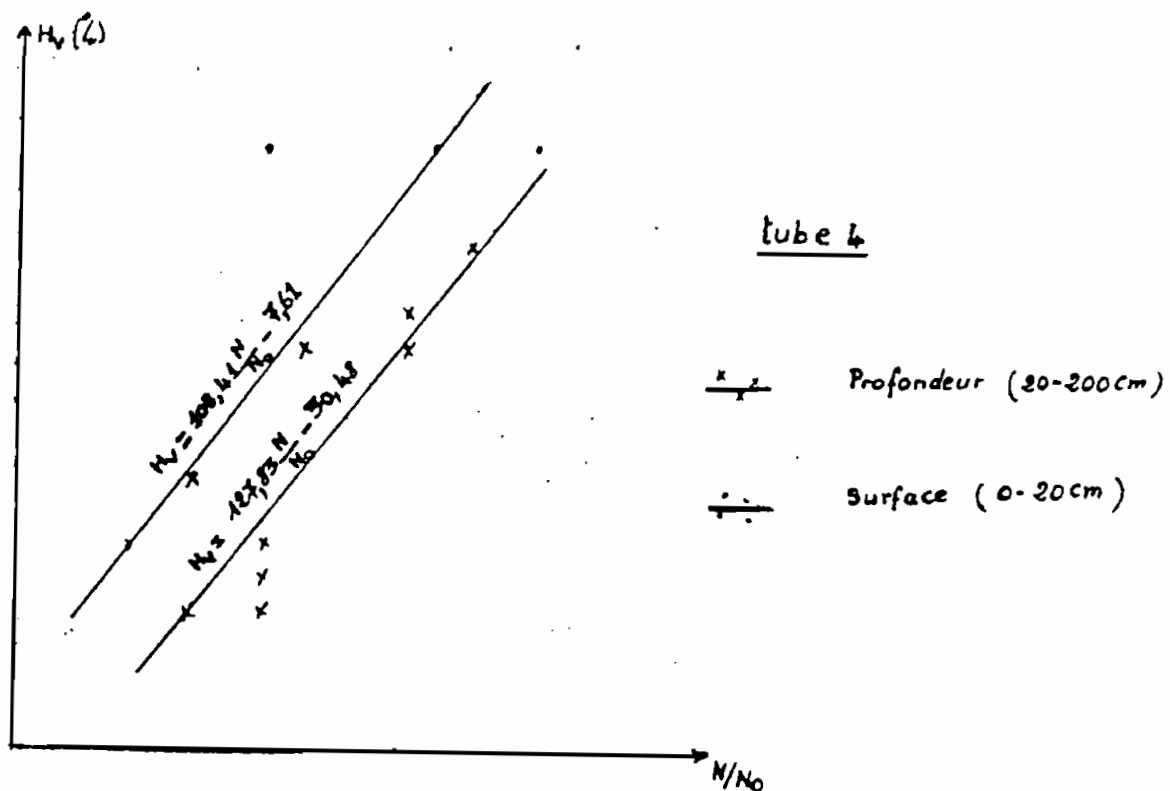 Hv (%)
tube 4
Hv = 108,41 N/No - 7,61
Hv = 127,83 N/No - 30,48
Profondeur (20-200cm)
Surface (0-20cm)
N/No